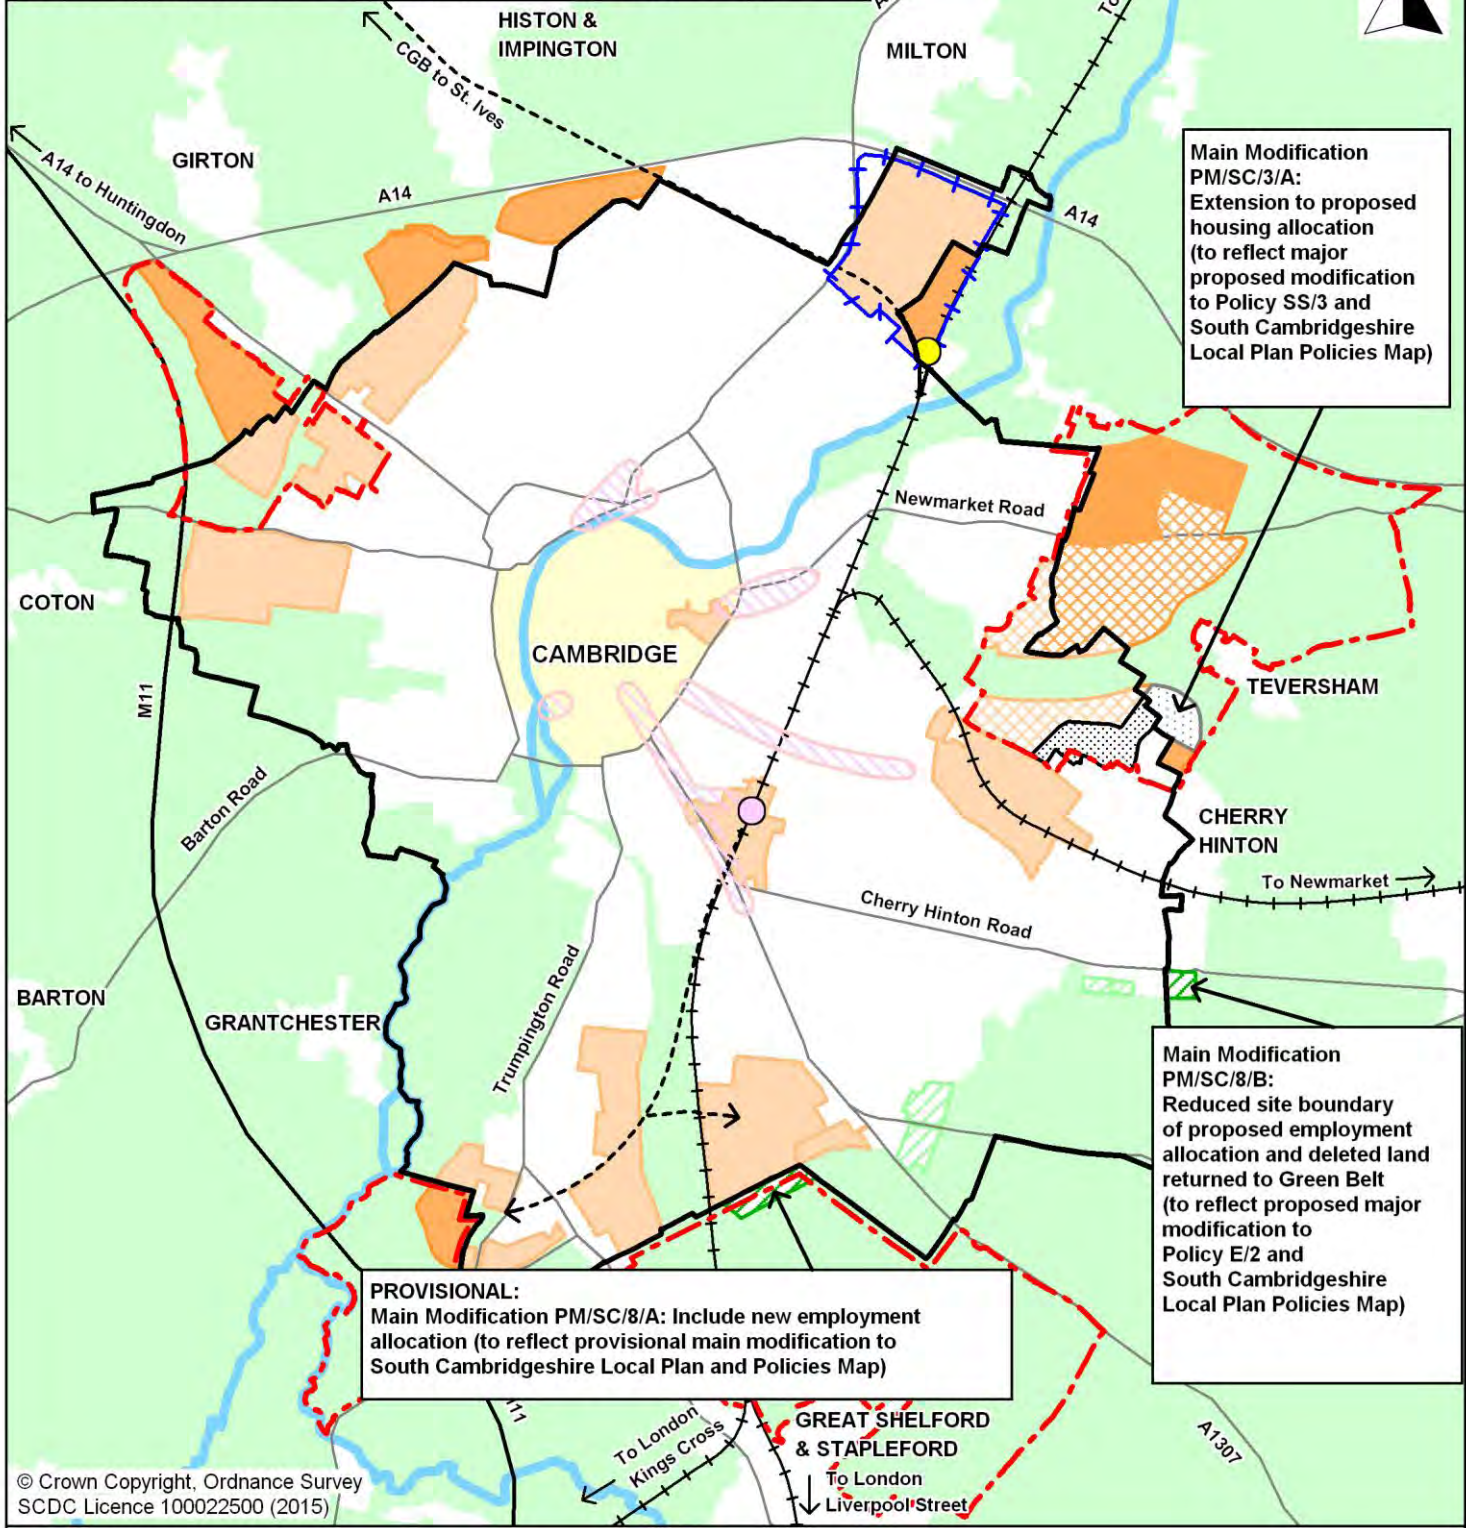 HISTON &
IMPINGTON
MILTON
CGB to St. Ives
GIRTON
A14 to Huntingdon
A14
A14
Main Modification
PM/SC/3/A:
Extension to proposed
housing allocation
(to reflect major
proposed modification
to Policy SS/3 and
South Cambridgeshire
Local Plan Policies Map)
Newmarket Road
COTON
CAMBRIDGE
M11
TEVERSHAM
Barton Road
CHERRY
HINTON
To Newmarket
Cherry Hinton Road
BARTON
GRANTCHESTER
Trumpington Road
Main Modification
PM/SC/8/B:
Reduced site boundary
of proposed employment
allocation and deleted land
returned to Green Belt
(to reflect proposed major
modification to
Policy E/2 and
South Cambridgeshire
Local Plan Policies Map)
PROVISIONAL:
Main Modification PM/SC/8/A: Include new employment
allocation (to reflect provisional main modification to
South Cambridgeshire Local Plan and Policies Map)
To London
Kings Cross
GREAT SHELFORD
& STAPLEFORD
To London
Liverpool Street
A1307
© Crown Copyright, Ordnance Survey
SCDC Licence 100022500 (2015)